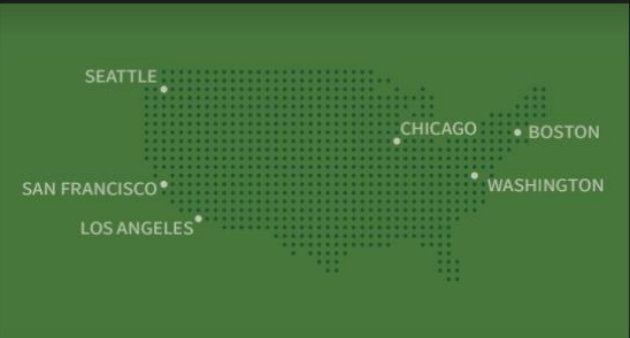 SEATTLE
CHICAGO
BOSTON
SAN FRANCISCO
WASHINGTON
LOS ANGELES